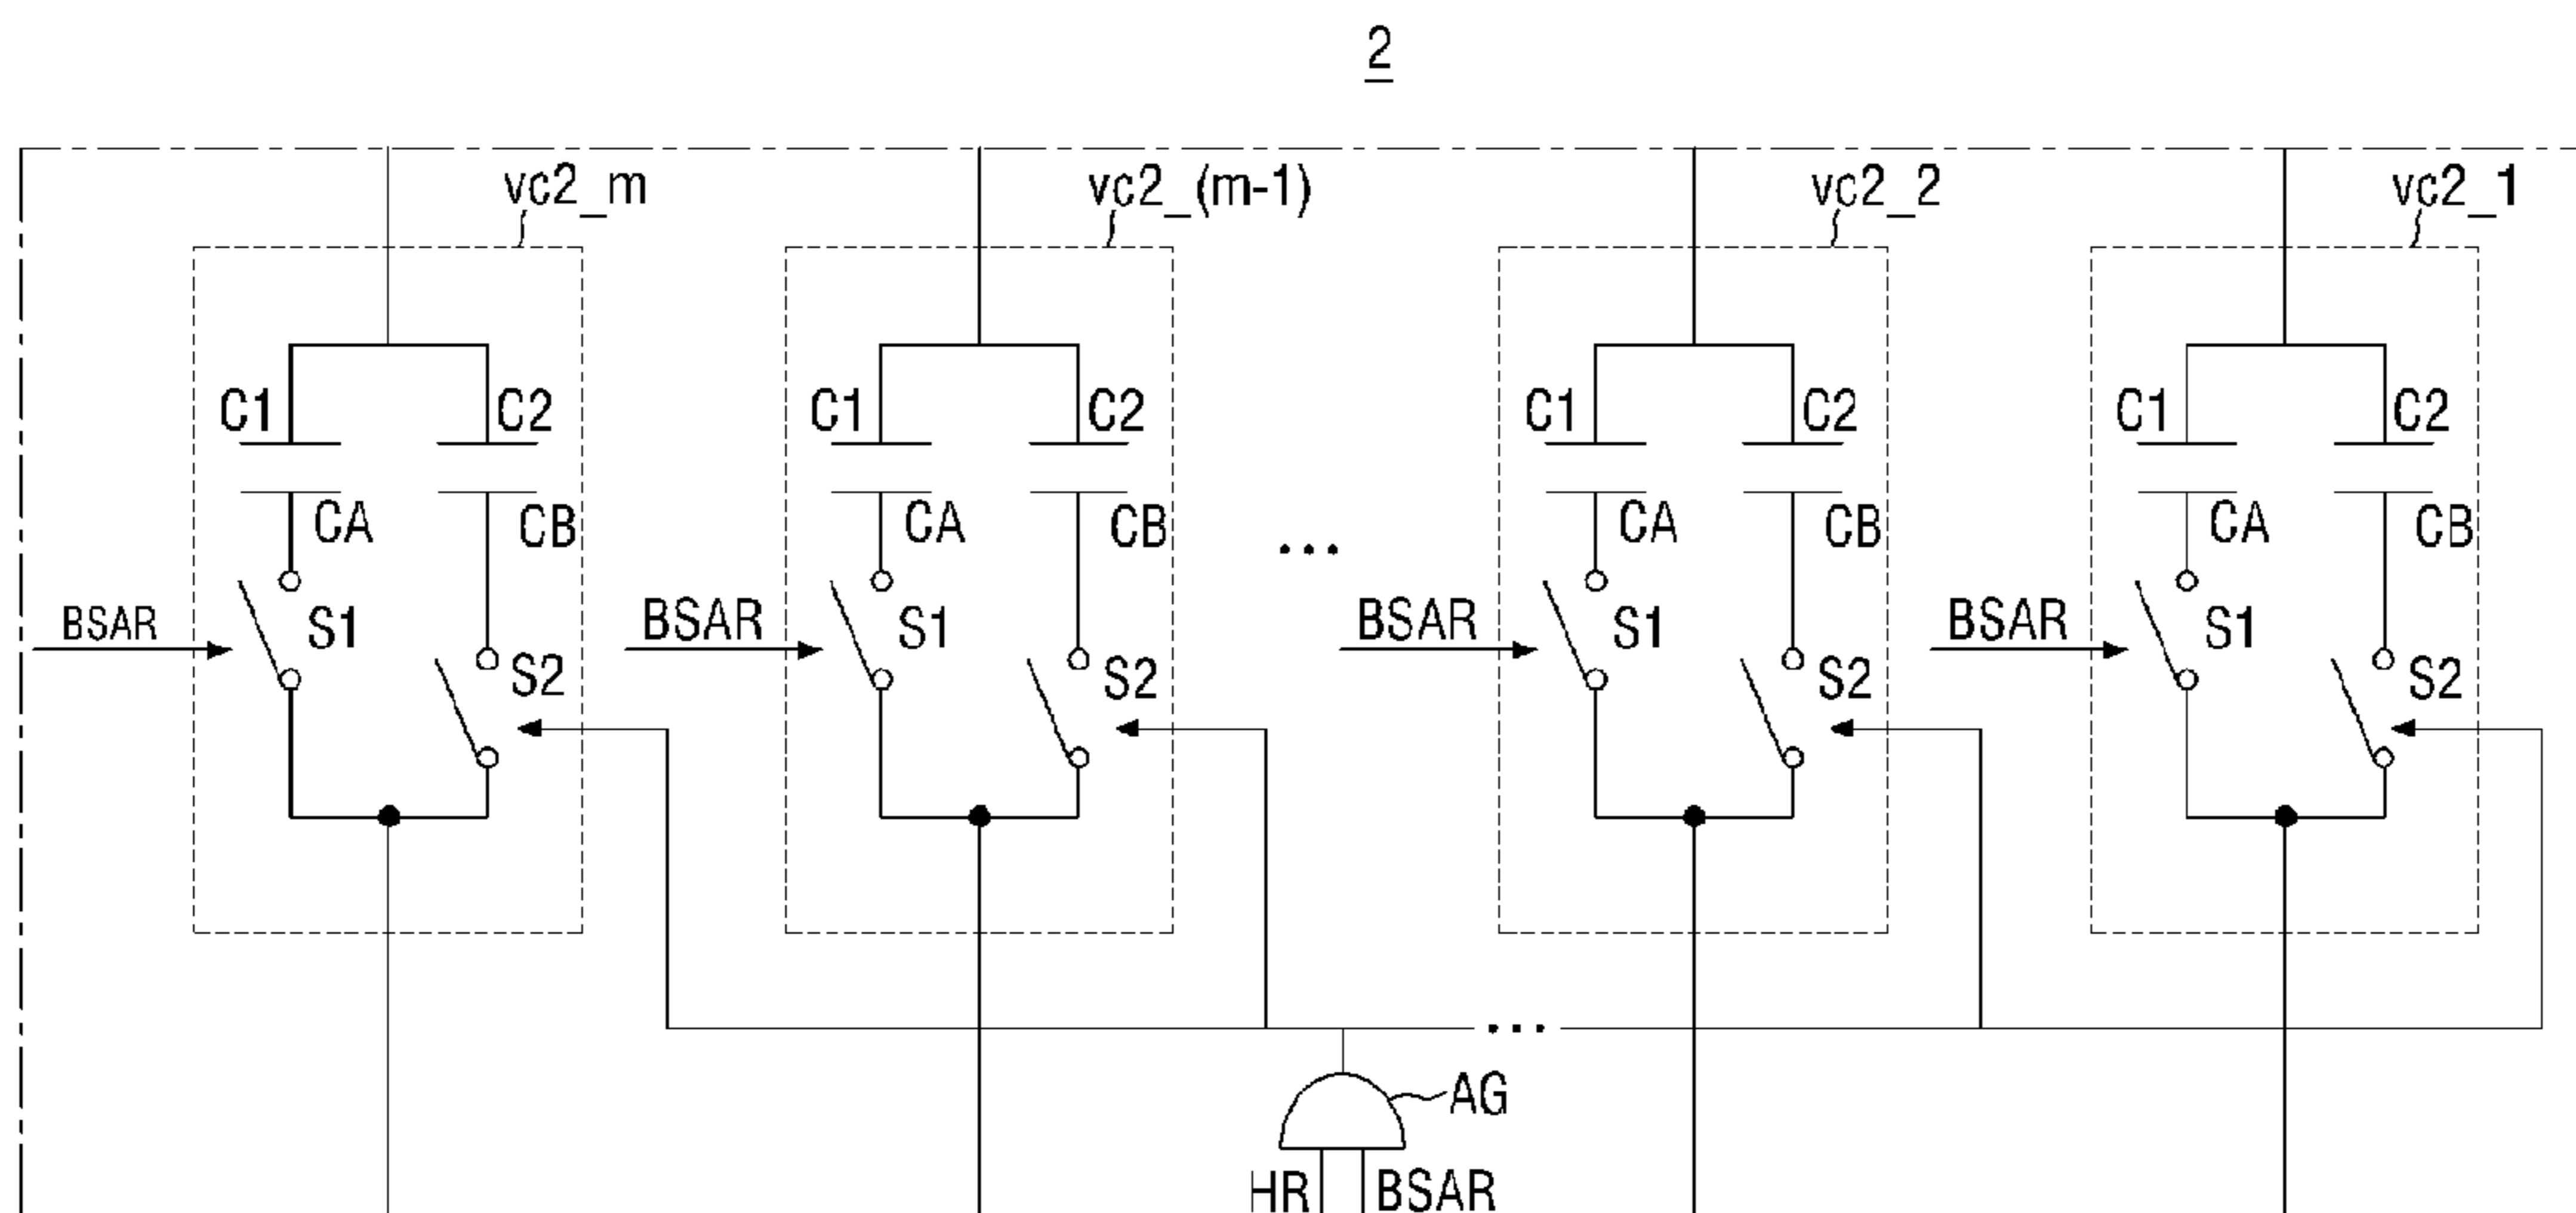 2
vc2_m vc2_(m-1) vc2_2 vc2_1
C1 C2 C1 C2 C1 C2 C1 C2
CA CB CA CB ... CA CB CA CB
BSAR S1 BSAR S1 BSAR S1 BSAR S1
S2 S2 S2 S2
...
AG
HR BSAR